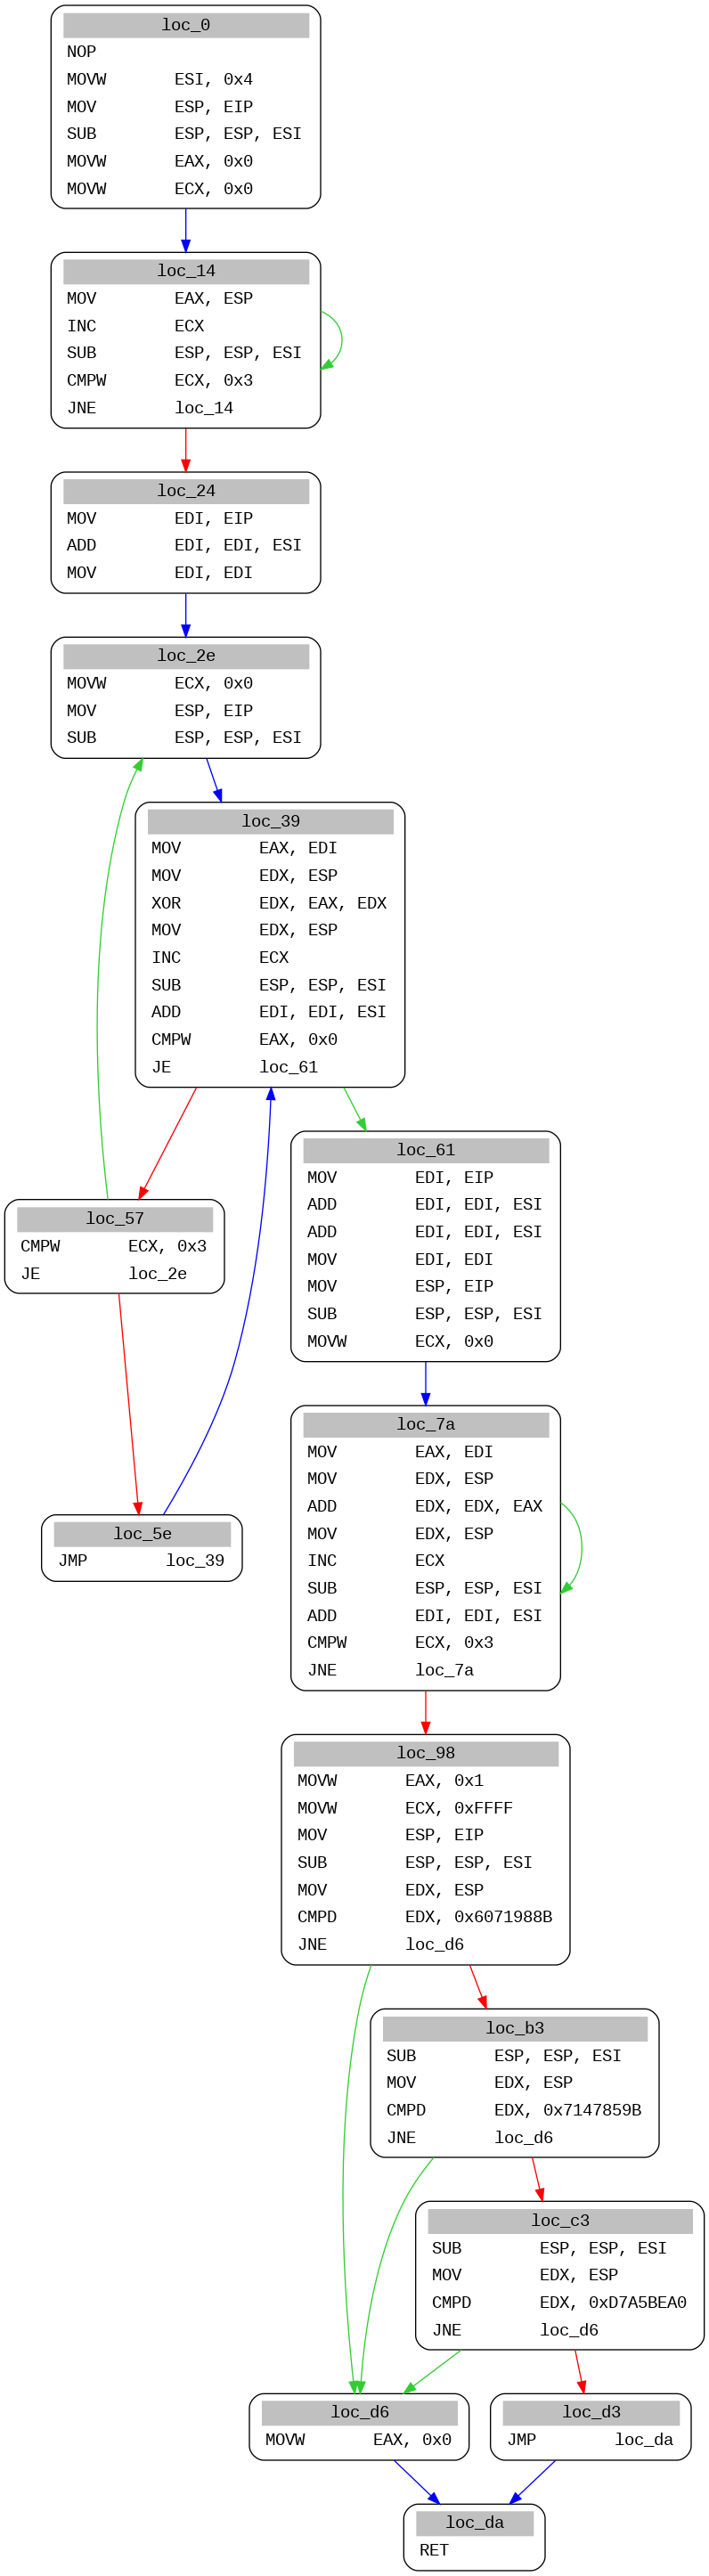 loc_0
NOP
MOVW ESI, 0x4
MOV ESP, EIP
SUB ESP, ESP, ESI
MOVW EAX, 0x0
MOVW ECX, 0x0
loc_14
MOV EAX, ESP
INC ECX
SUB ESP, ESP, ESI
CMPW ECX, 0x3
JNE loc_14
loc_24
MOV EDI, EIP
ADD EDI, EDI, ESI
MOV EDI, EDI
loc_2e
MOVW ECX, 0x0
MOV ESP, EIP
SUB ESP, ESP, ESI
loc_39
MOV EAX, EDI
MOV EDX, ESP
XOR EDX, EAX, EDX
MOV EDX, ESP
INC ECX
SUB ESP, ESP, ESI
ADD EDI, EDI, ESI
CMPW EAX, 0x0
JE loc_61
loc_57
CMPW ECX, 0x3
JE loc_2e
loc_61
MOV EDI, EIP
ADD EDI, EDI, ESI
ADD EDI, EDI, ESI
MOV EDI, EDI
MOV ESP, EIP
SUB ESP, ESP, ESI
MOVW ECX, 0x0
loc_5e
JMP loc_39
loc_7a
MOV EAX, EDI
MOV EDX, ESP
ADD EDX, EDX, EAX
MOV EDX, ESP
INC ECX
SUB ESP, ESP, ESI
ADD EDI, EDI, ESI
CMPW ECX, 0x3
JNE loc_7a
loc_98
MOVW EAX, 0x1
MOVW ECX, 0xFFFF
MOV ESP, EIP
SUB ESP, ESP, ESI
MOV EDX, ESP
CMPD EDX, 0x6071988B
JNE loc_d6
loc_b3
SUB ESP, ESP, ESI
MOV EDX, ESP
CMPD EDX, 0x7147859B
JNE loc_d6
loc_c3
SUB ESP, ESP, ESI
MOV EDX, ESP
CMPD EDX, 0xD7A5BEA0
JNE loc_d6
loc_d6
MOVW EAX, 0x0
loc_d3
JMP loc_da
loc_da
RET